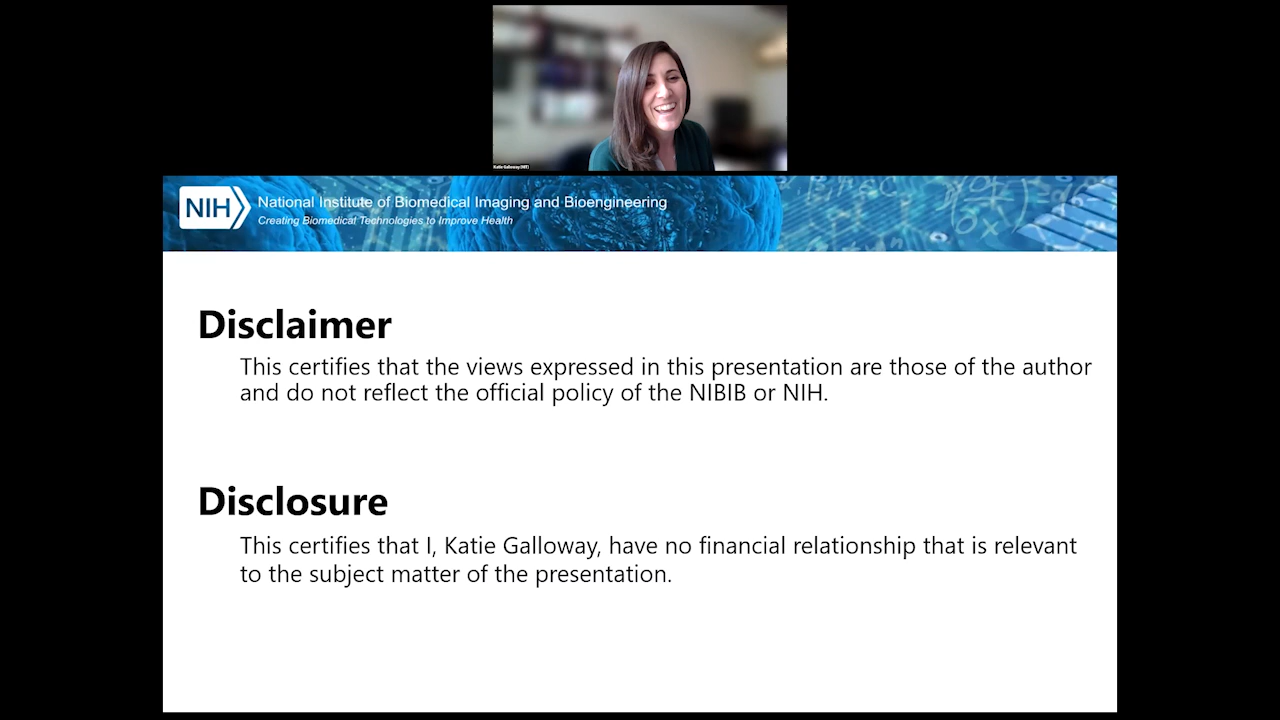 Katie Galloway (MIT)
NIH
National Institute of Biomedical Imaging and Bioengineering
Creating Biomedical Technologies to Improve Health
Disclaimer
This certifies that the views expressed in this presentation are those of the author
and do not reflect the official policy of the NIBIB or NIH.
Disclosure
This certifies that I, Katie Galloway, have no financial relationship that is relevant
to the subject matter of the presentation.